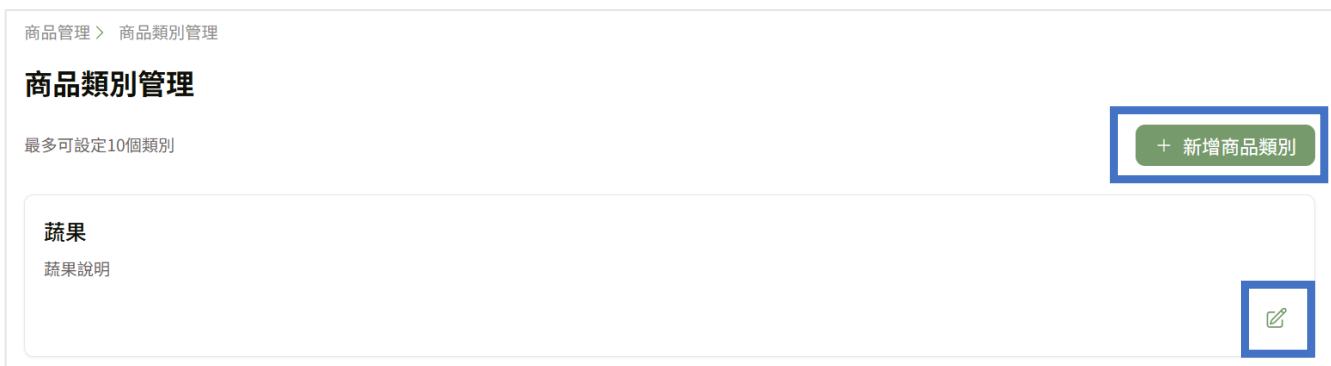 商品管理 > 商品類別管理
商品類別管理
最多可設定10個類別
+ 新增商品類別
蔬果
蔬果說明